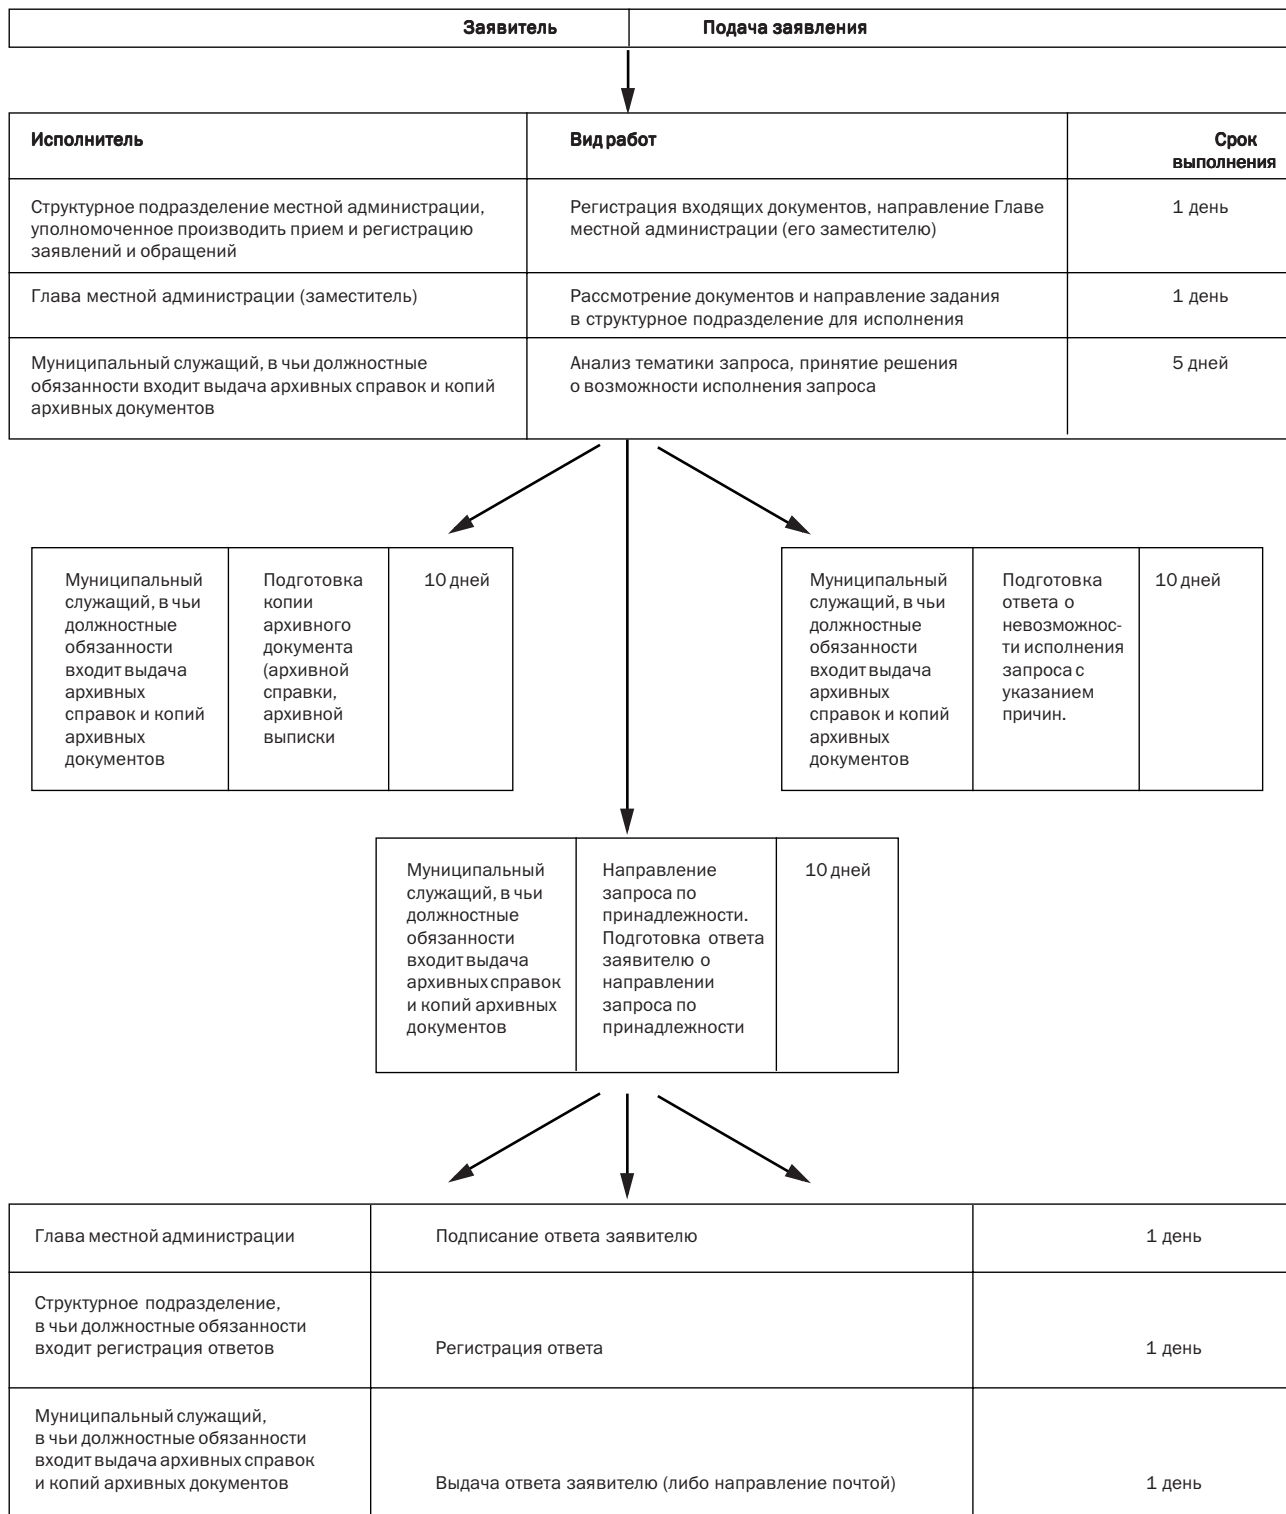 Заявитель Подача заявления
Исполнитель Вид работ Срок
выполнения
Структурное подразделение местной администрации,
уполномоченное производить прием и регистрацию
заявлений и обращений
Регистрация входящих документов, направление Главе
местной администрации (его заместителю)
1 день
Глава местной администрации (заместитель)
Рассмотрение документов и направление задания
в структурное подразделение для исполнения
1 день
Муниципальный служащий, в чьи должностные
обязанности входит выдача архивных справок и копий
архивных документов
Анализ тематики запроса, принятие решения
о возможности исполнения запроса
5 дней
Муниципальный
служащий, в чьи
должностные
обязанности
входит выдача
архивных
справок и копий
архивных
документов
Подготовка
копии
архивного
документа
(архивной
справки,
архивной
выписки
10 дней
Муниципальный
служащий, в чьи
должностные
обязанности
входит выдача
архивных
справок и копий
архивных
документов
Подготовка
ответа о
невозможнос-
ти исполнения
запроса с
указанием
причин.
10 дней
Муниципальный
служащий, в чьи
должностные
обязанности
входит выдача
архивных справок
и копий архивных
документов
Направление
запроса по
принадлежности.
Подготовка ответа
заявителю о
направлении
запроса по
принадлежности
10 дней
Глава местной администрации
Подписание ответа заявителю
1 день
Структурное подразделение,
в чьи должностные обязанности
входит регистрация ответов
Регистрация ответа
1 день
Муниципальный служащий,
в чьи должностные обязанности
входит выдача архивных справок
и копий архивных документов
Выдача ответа заявителю (либо направление почтой)
1 день